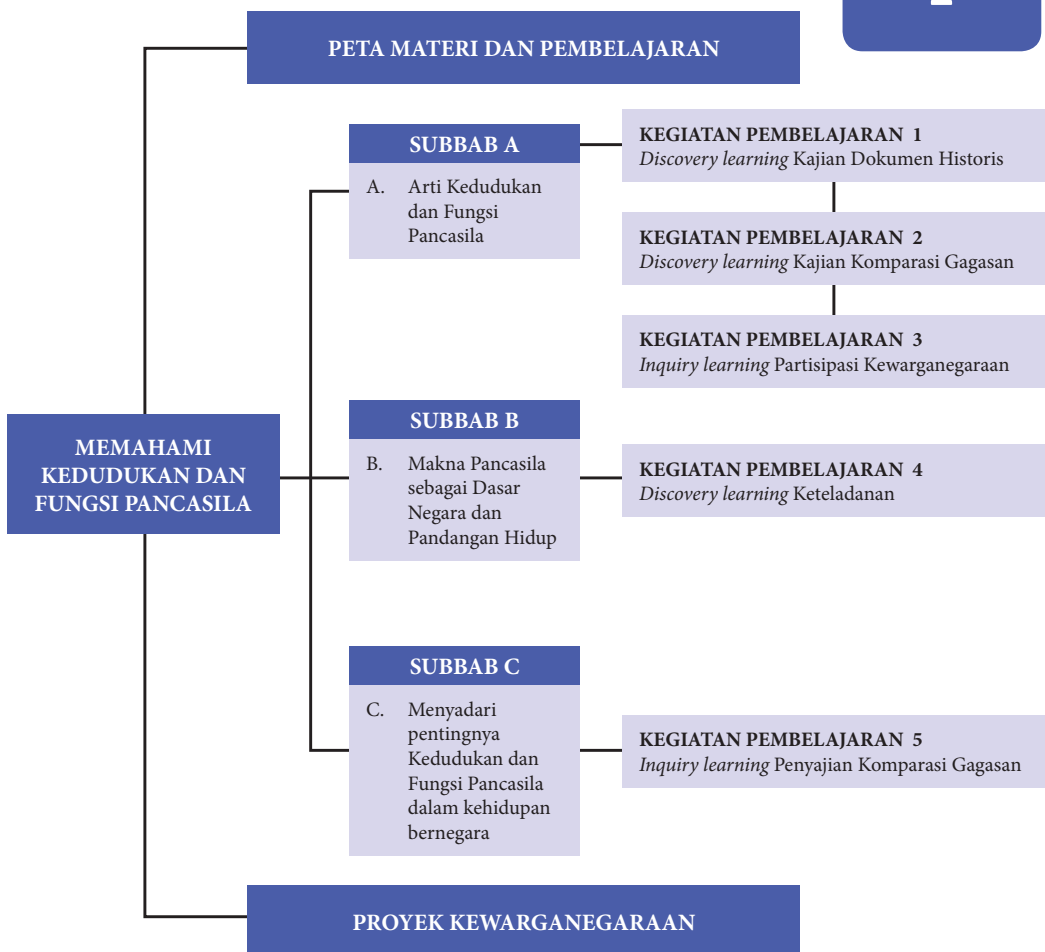 PETA MATERI DAN PEMBELAJARAN
SUBBAB A
A. Arti Kedudukan
dan Fungsi
Pancasila
KEGIATAN PEMBELAJARAN 1
Discovery learning Kajian Dokumen Historis
KEGIATAN PEMBELAJARAN 2
Discovery learning Kajian Komparasi Gagasan
KEGIATAN PEMBELAJARAN 3
Inquiry learning Partisipasi Kewarganegaraan
MEMAHAMI
KEDUDUKAN DAN
FUNGSI PANCASILA
SUBBAB B
B. Makna Pancasila
sebagai Dasar
Negara dan
Pandangan Hidup
KEGIATAN PEMBELAJARAN 4
Discovery learning Keteladanan
SUBBAB C
C. Menyadari
pentingnya
Kedudukan dan
Fungsi Pancasila
dalam kehidupan
bernegara
KEGIATAN PEMBELAJARAN 5
Inquiry learning Penyajian Komparasi Gagasan
PROYEK KEWARGANEGARAAN